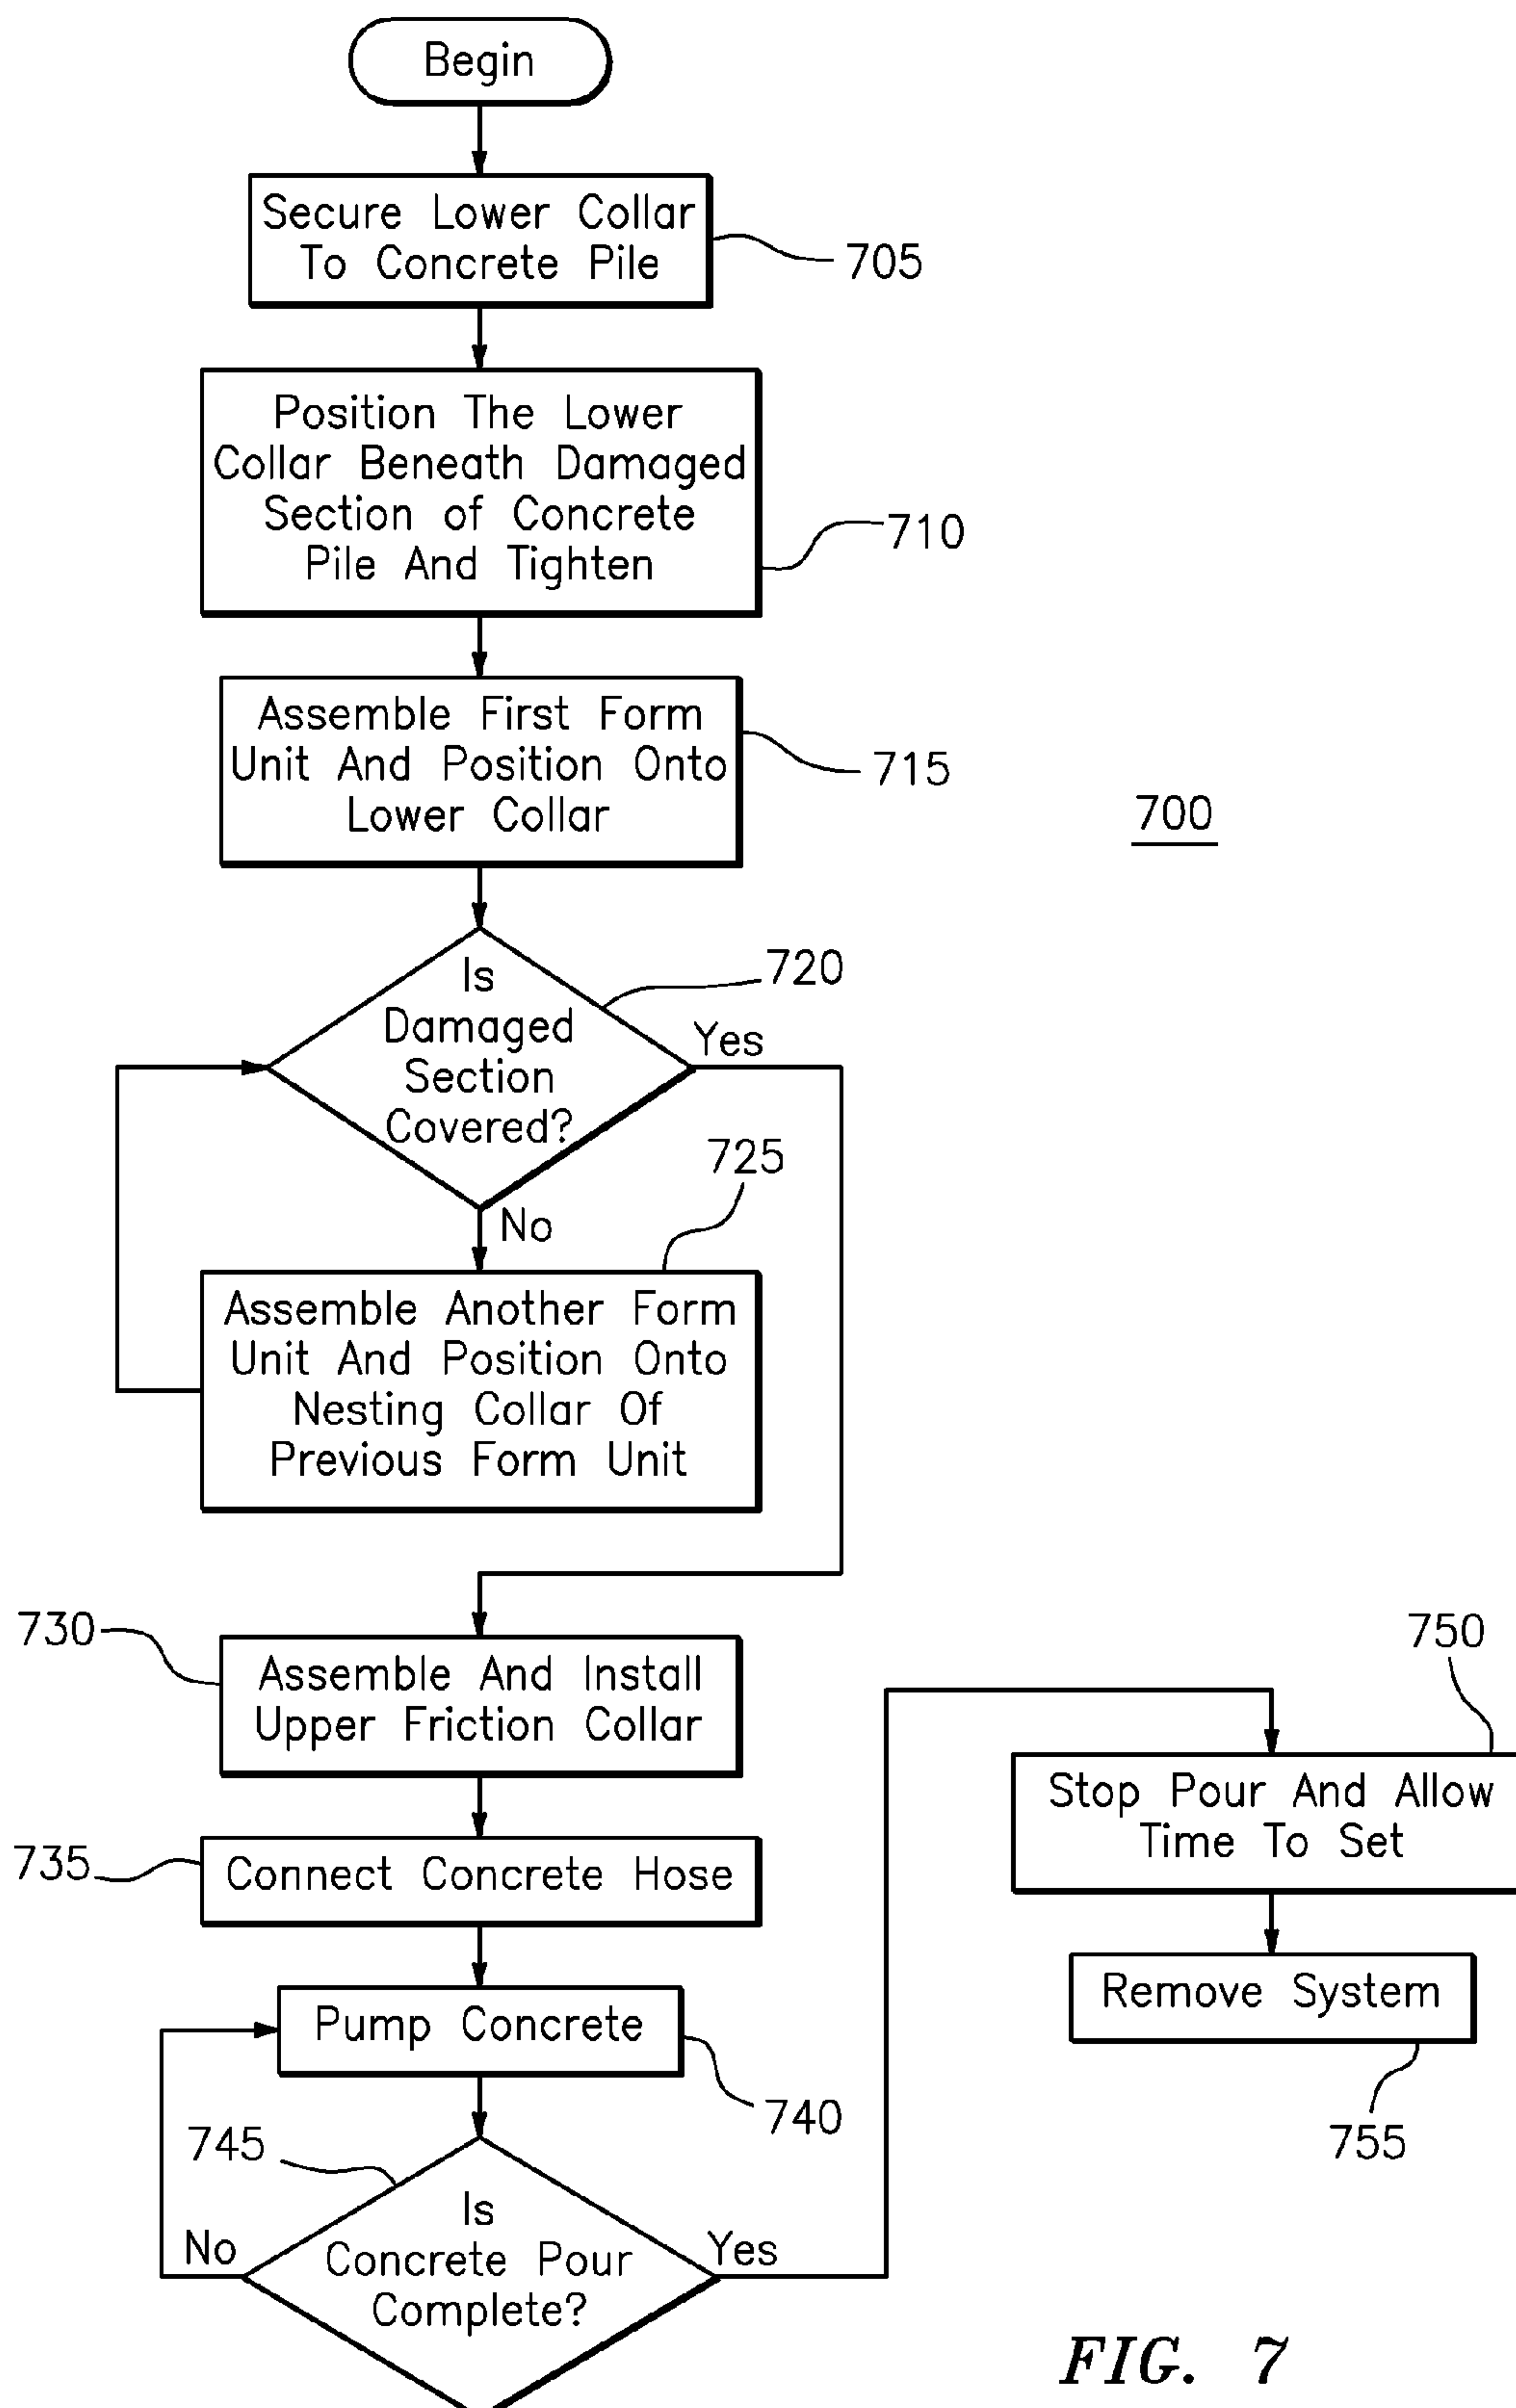 Begin
Secure Lower Collar
To Concrete Pile
705
Position The Lower
Collar Beneath Damaged
Section of Concrete
Pile And Tighten
710
Assemble First Form
Unit And Position Onto
Lower Collar
715
700
Is
Damaged
Section
Covered?
720
Yes
No
725
Assemble Another Form
Unit And Position Onto
Nesting Collar Of
Previous Form Unit
730
Assemble And Install
Upper Friction Collar
735
Connect Concrete Hose
Pump Concrete
740
745
Is
Concrete Pour
Complete?
No
Yes
750
Stop Pour And Allow
Time To Set
Remove System
755
FIG. 7